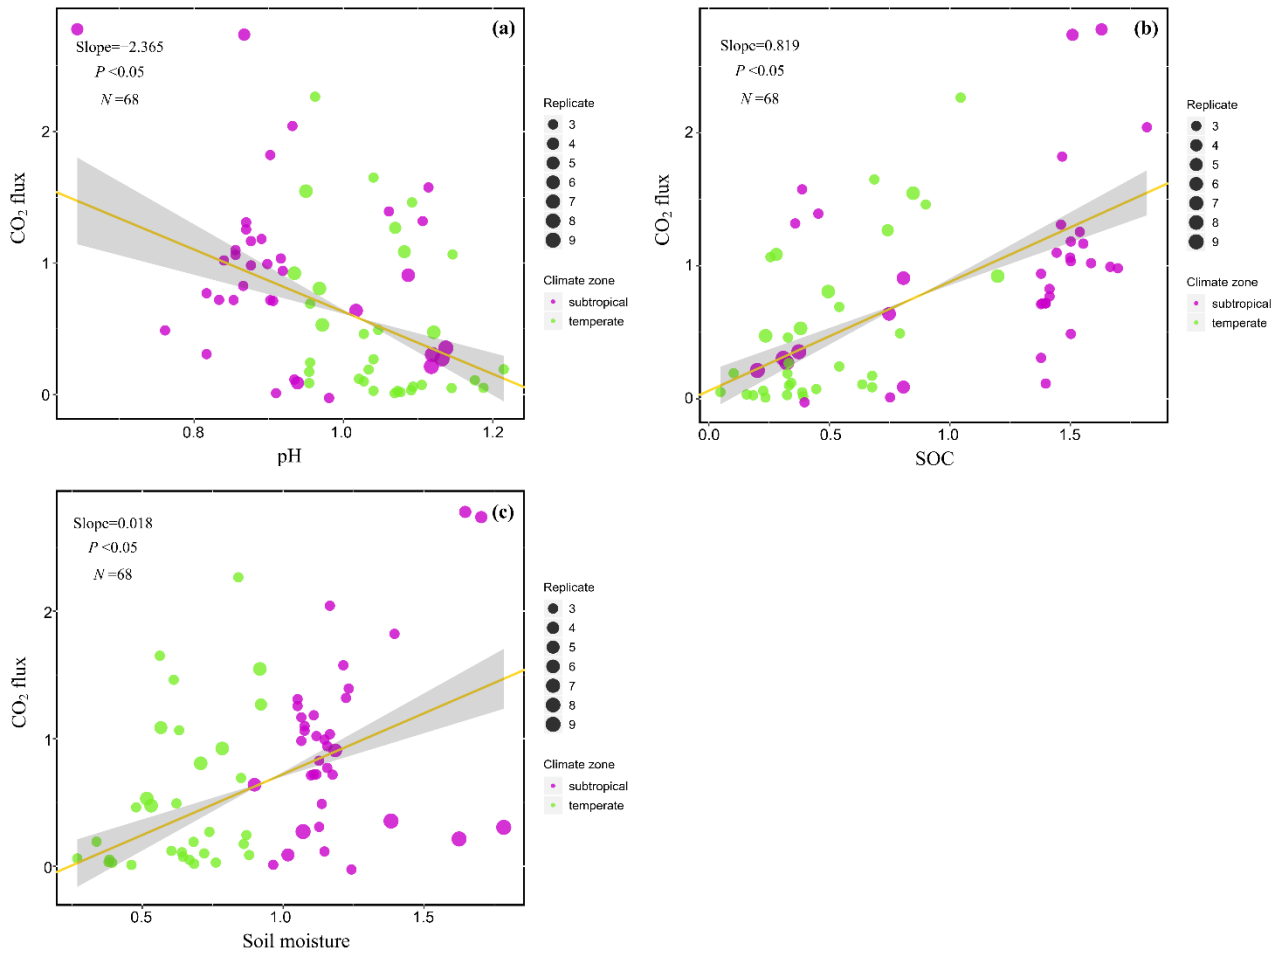 (a)
Slope=−2.365
P <0.05
N =68
2
1
0
CO2 flux
0.8
1.0
1.2
pH
Replicate
3
4
5
6
7
8
9
Climate zone
subtropical
temperate
(b)
Slope=0.819
P <0.05
N =68
2
1
0
CO2 flux
0.0
0.5
1.0
1.5
SOC
Replicate
3
4
5
6
7
8
9
Climate zone
subtropical
temperate
(c)
Slope=0.018
P <0.05
N =68
2
1
0
CO2 flux
0.5
1.0
1.5
Soil moisture
Replicate
3
4
5
6
7
8
9
Climate zone
subtropical
temperate